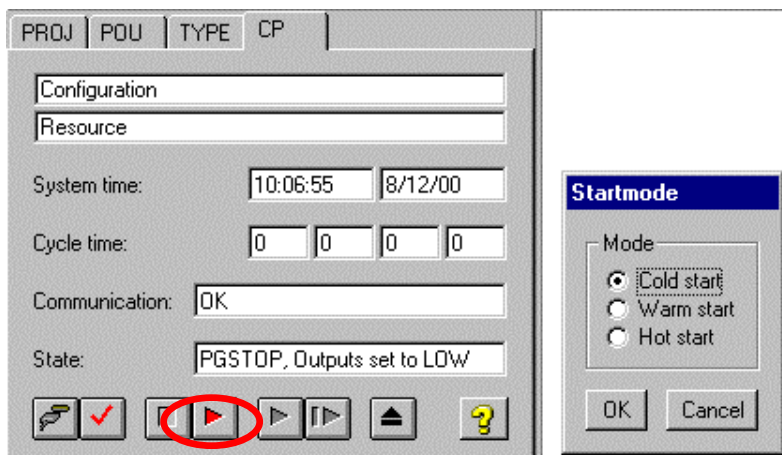 PROJ POU TYPE CP
Configuration
Resource
System time: 10:06:55 8/12/00
Cycle time: 0 0 0 0
Communication: OK
State: PGSTOP, Outputs set to LOW
Startmode
Mode
Cold start
Warm start
Hot start
OK Cancel